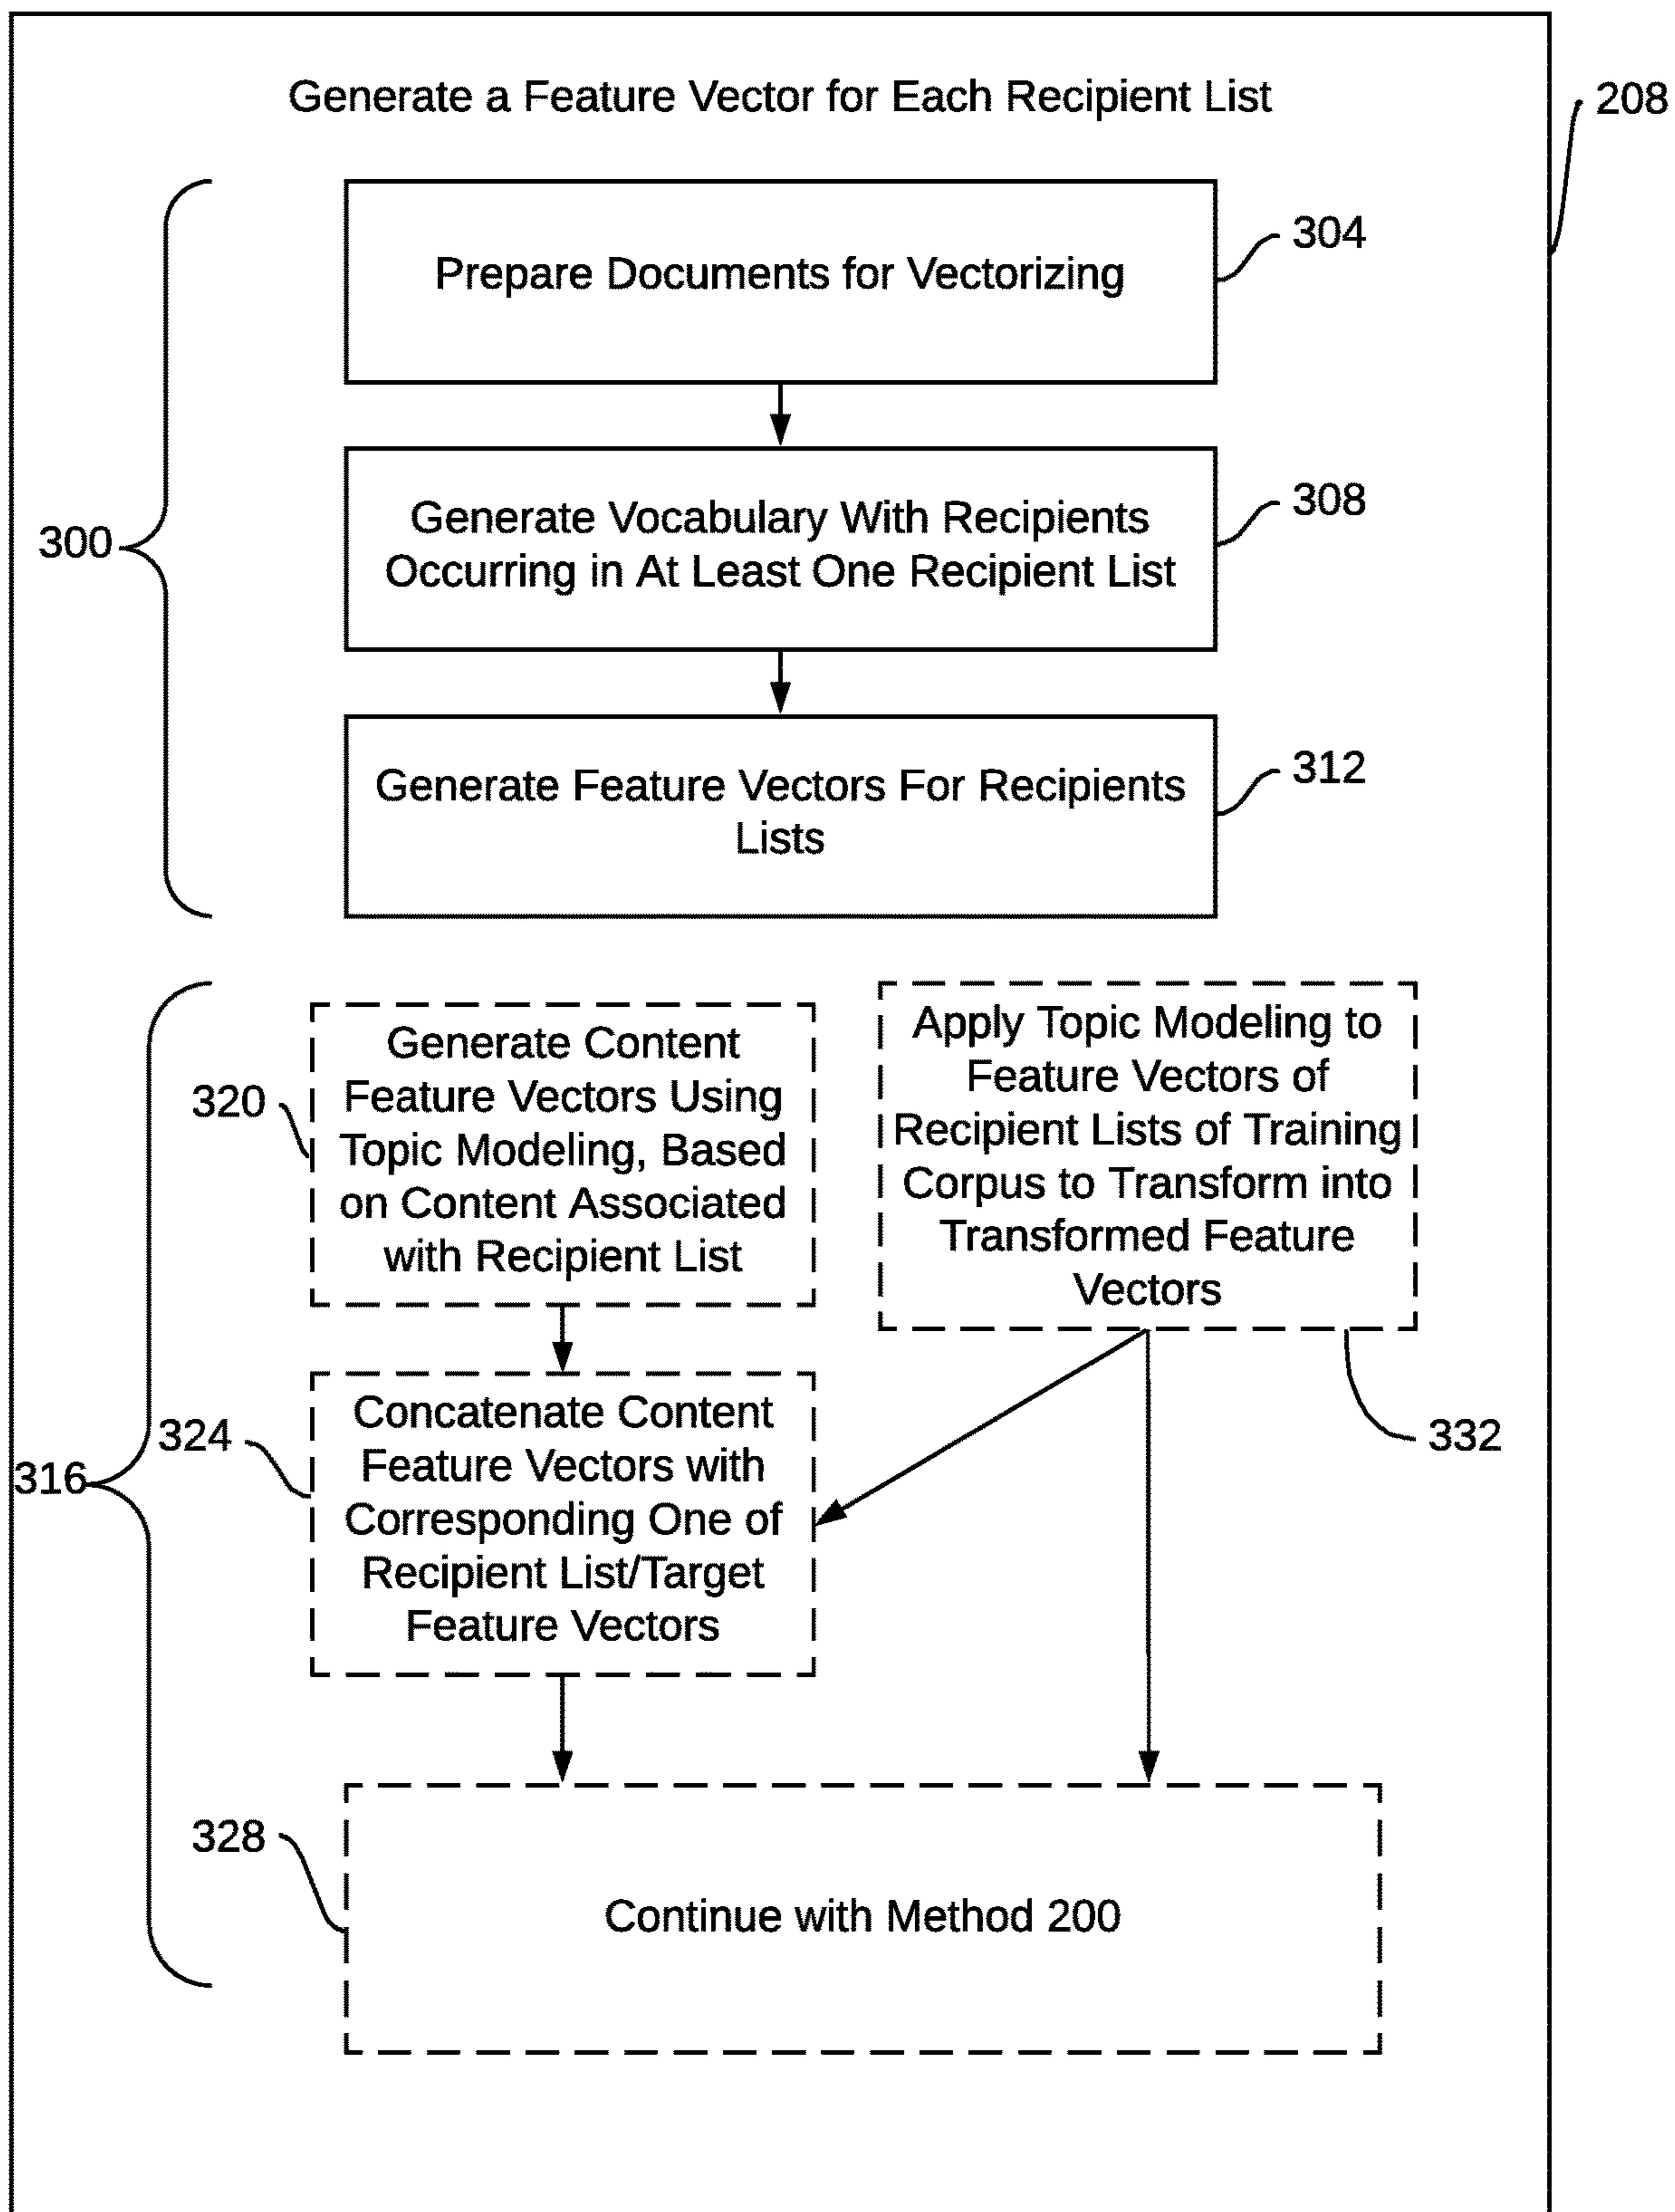 Generate a Feature Vector for Each Recipient List
208
Prepare Documents for Vectorizing
304
300
Generate Vocabulary With Recipients
Occurring in At Least One Recipient List
308
Generate Feature Vectors For Recipients
Lists
312
316
320
Generate Content
Feature Vectors Using
Topic Modeling, Based
on Content Associated
with Recipient List
Apply Topic Modeling to
Feature Vectors of
Recipient Lists of Training
Corpus to Transform into
Transformed Feature
Vectors
332
324
Concatenate Content
Feature Vectors with
Corresponding One of
Recipient List/Target
Feature Vectors
328
Continue with Method 200